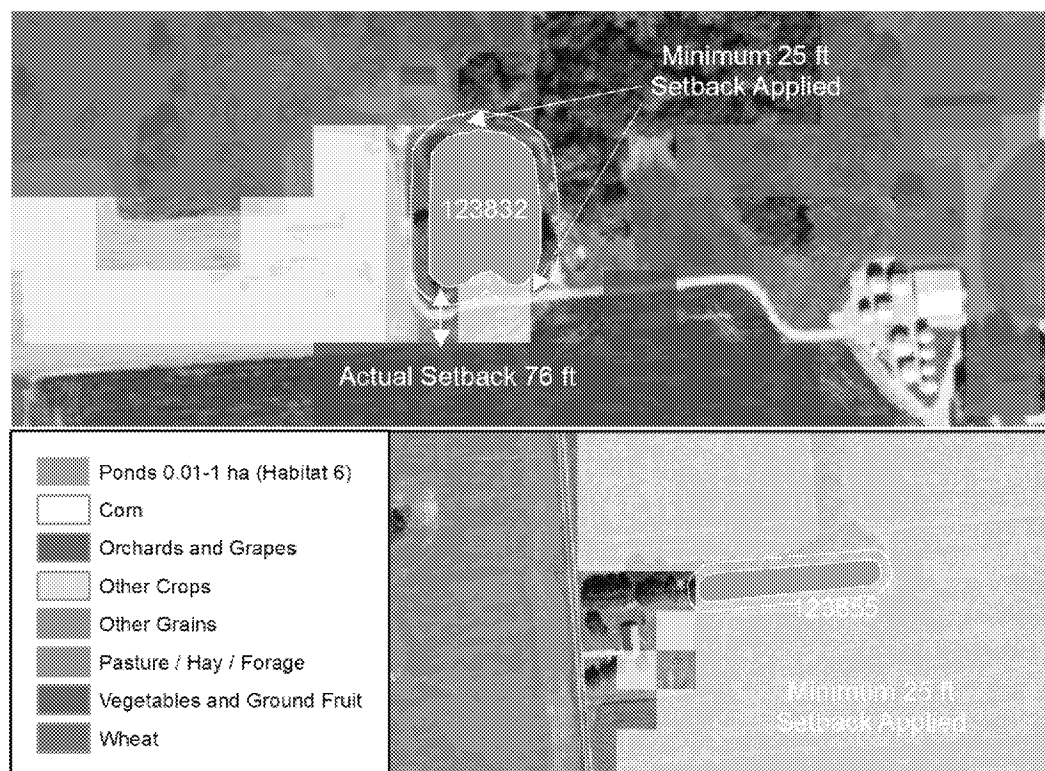 Minimum 25 ft
Setback Applied
123832
Actual Setback 76 ft
Ponds 0.01-1 ha (Habitat 6)
Corn
Orchards and Grapes
Other Crops
Other Grains
Pasture / Hay / Forage
Vegetables and Ground Fruit
Wheat
123885
Minimum 25 ft
Setback Applied